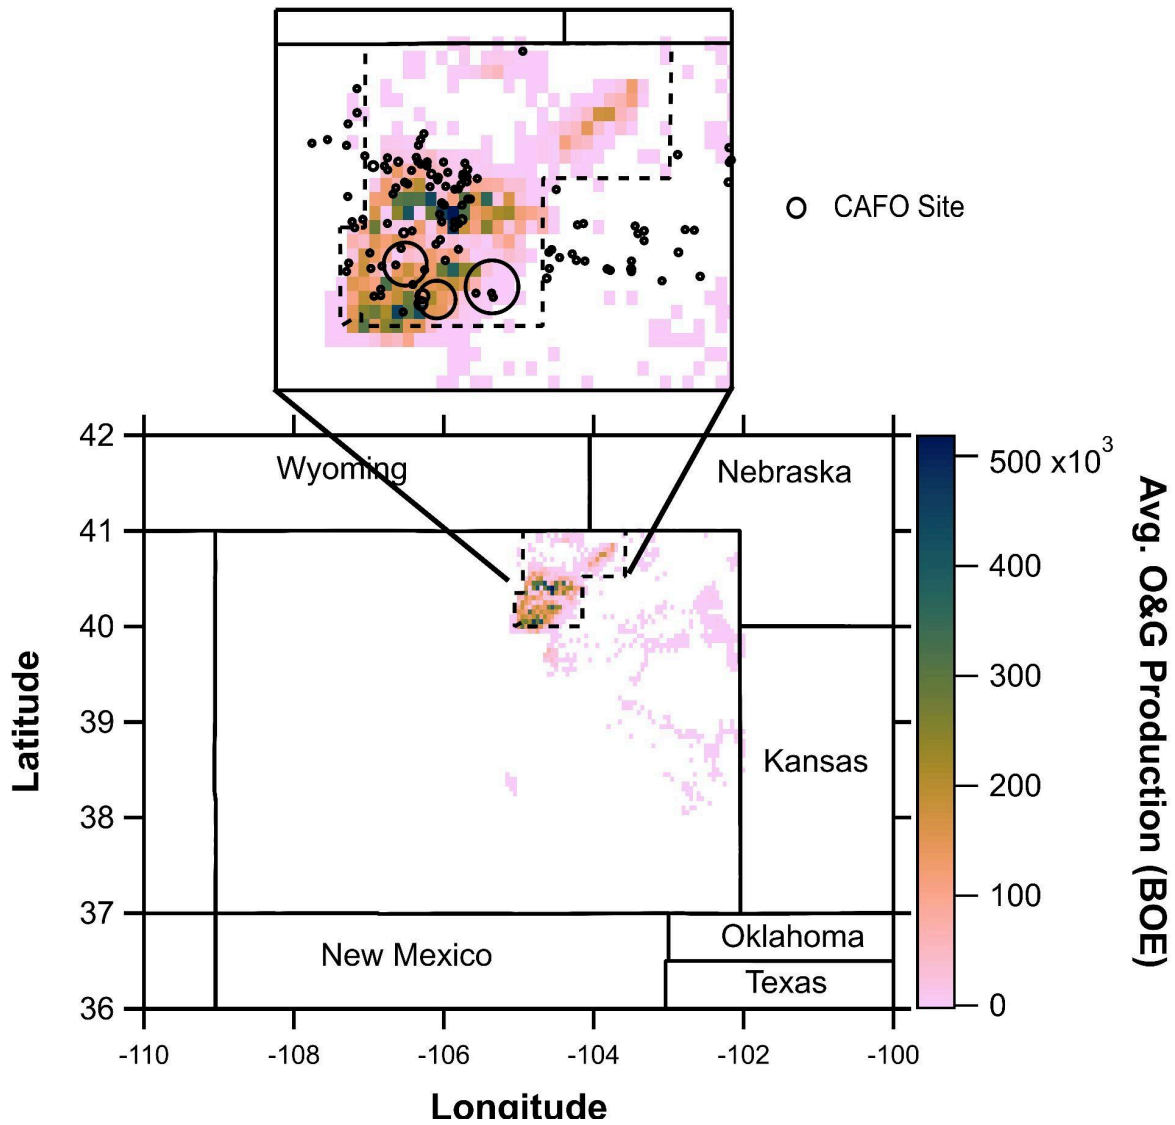 CAFO Site
42
41
40
39
38
37
36
Latitude
-110
-108
-106
-104
-102
-100
Longitude
Wyoming
Nebraska
Kansas
New Mexico
Oklahoma
Texas
500 x10³
400
300
200
100
0
Avg. O&G Production (BOE)